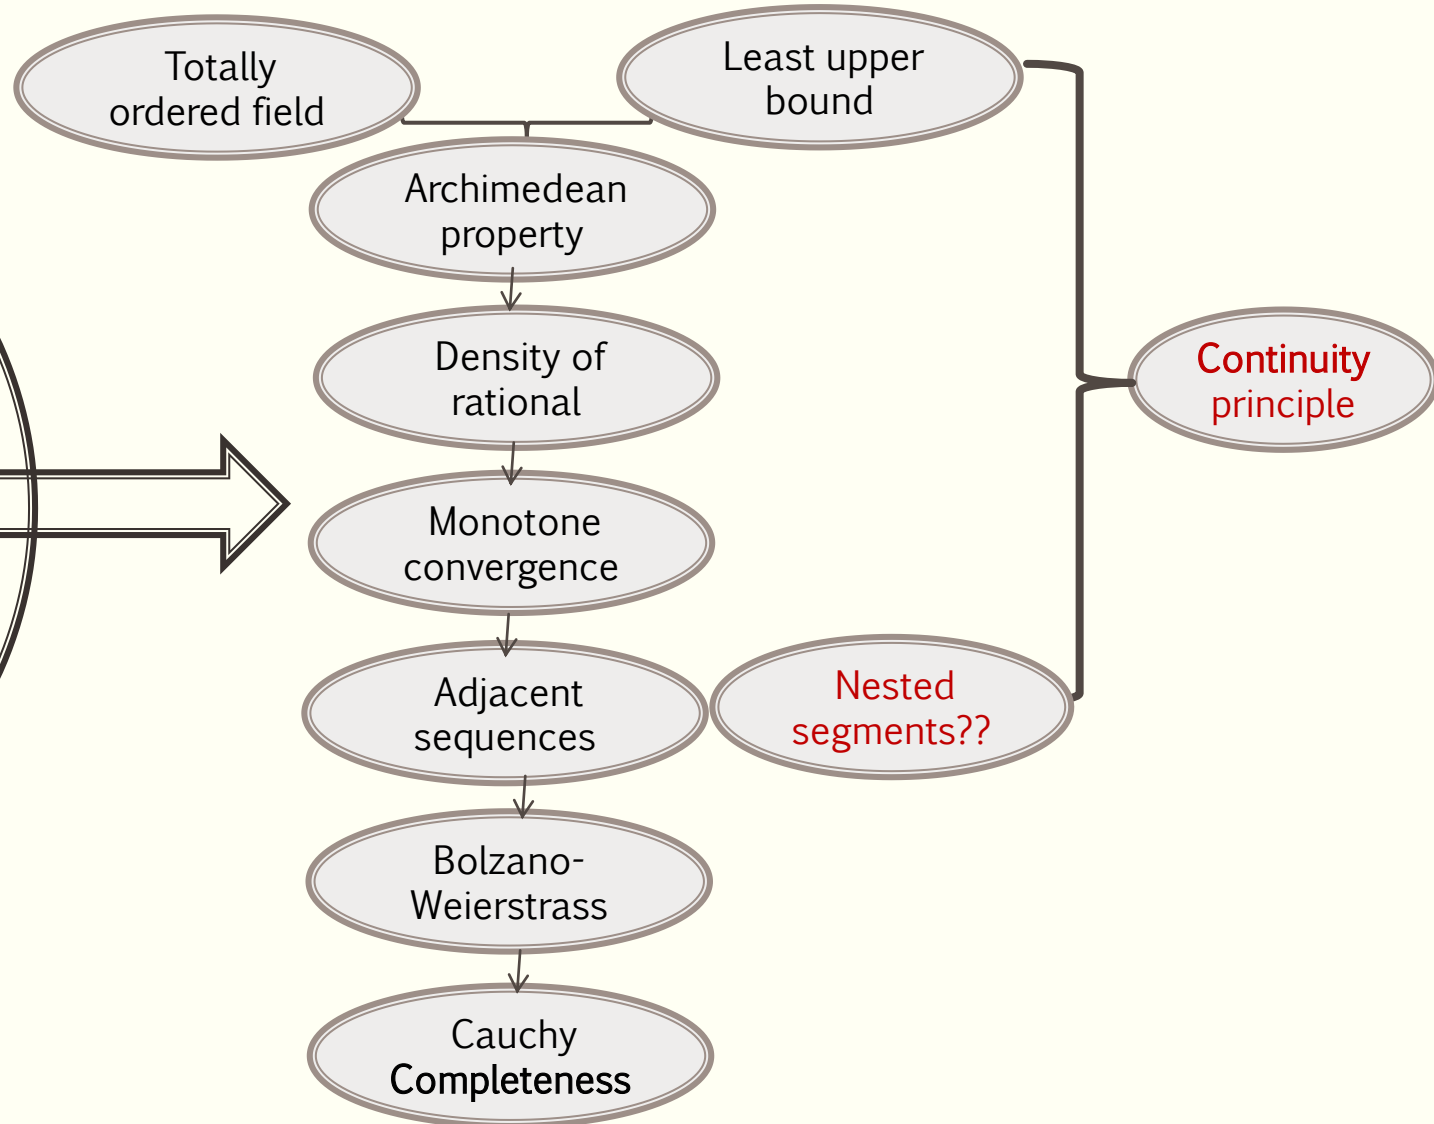 Totally
ordered field
Least upper
bound
Archimedean
property
Density of
rational
Continuity
principle
Monotone
convergence
Adjacent
sequences
Nested
segments??
Bolzano-
Weierstrass
Cauchy
Completeness